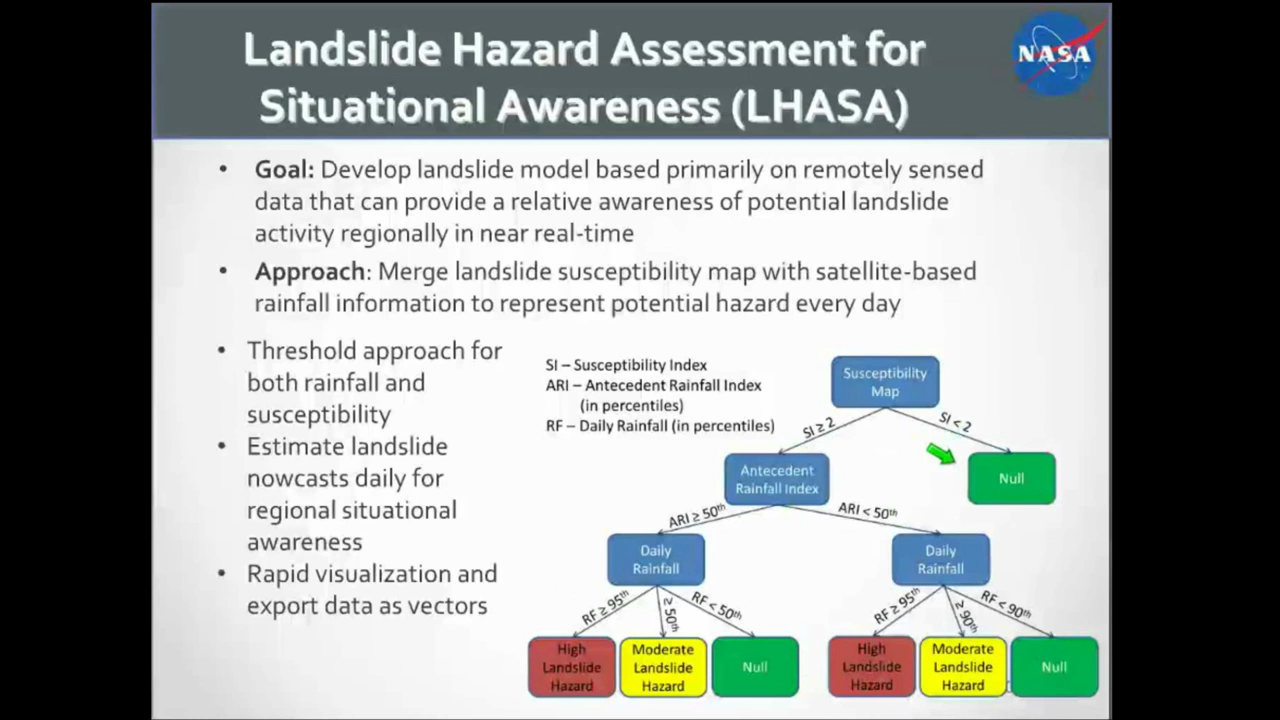 Landslide Hazard Assessment for
Situational Awareness (LHASA)
NASA
• Goal: Develop landslide model based primarily on remotely sensed
data that can provide a relative awareness of potential landslide
activity regionally in near real-time
• Approach: Merge landslide susceptibility map with satellite-based
rainfall information to represent potential hazard every day
• Threshold approach for
both rainfall and
susceptibility
• Estimate landslide
nowcasts daily for
regional situational
awareness
• Rapid visualization and
export data as vectors
SI – Susceptibility Index
ARI – Antecedent Rainfall Index
(in percentiles)
RF – Daily Rainfall (in percentiles)
Susceptibility
Map
SI ≥ 2
SI < 2
Antecedent
Rainfall Index
Null
ARI ≥ 50th
ARI < 50th
Daily
Rainfall
Daily
Rainfall
RF ≥ 95th
≥ 50th
RF < 50th
RF ≥ 95th
≥ 90th
RF < 90th
High
Landslide
Hazard
Moderate
Landslide
Hazard
Null
High
Landslide
Hazard
Moderate
Landslide
Hazard
Null